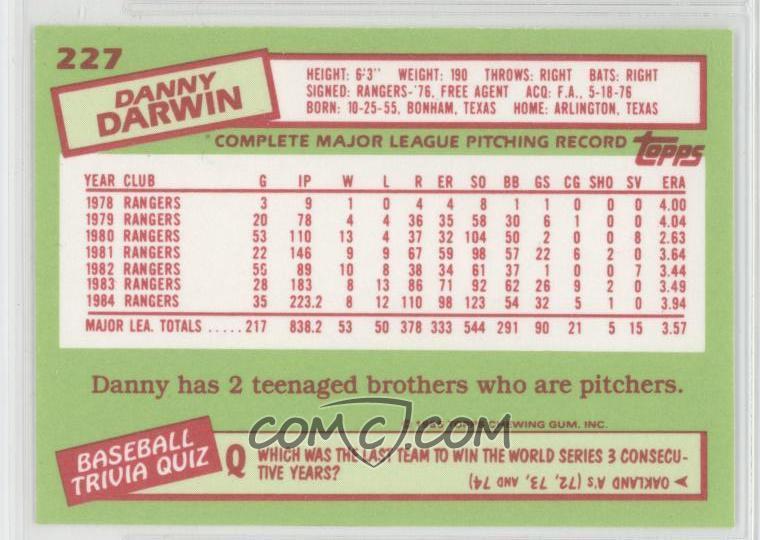 227
DANNY
DARWIN
HEIGHT: 6'3" WEIGHT: 190 THROWS: RIGHT BATS: RIGHT
SIGNED: RANGERS-'76, FREE AGENT ACQ: F.A., 5-18-76
BORN: 10-25-55, BONHAM, TEXAS HOME: ARLINGTON, TEXAS
COMPLETE MAJOR LEAGUE PITCHING RECORD
TOPPS
YEAR CLUB G IP W L R ER SO BB GS CG SHO SV ERA
1978 RANGERS 3 9 1 0 4 4 8 1 1 0 0 0 4.00
1979 RANGERS 20 78 4 4 36 35 58 30 6 1 0 0 4.04
1980 RANGERS 53 110 13 4 37 32 104 50 2 0 0 8 2.63
1981 RANGERS 22 146 9 9 67 59 98 57 22 6 2 0 3.64
1982 RANGERS 56 89 10 8 38 34 61 37 1 0 0 7 3.44
1983 RANGERS 28 183 8 13 86 71 92 62 26 9 2 0 3.49
1984 RANGERS 35 223.2 8 12 110 98 123 54 32 5 1 0 3.94
MAJOR LEA. TOTALS .....217 838.2 53 50 378 333 544 291 90 21 5 15 3.57
Danny has 2 teenaged brothers who are pitchers.
© 1985 TOPPS CHEWING GUM, INC.
COMC.COM
BASEBALL
TRIVIA QUIZ
Q WHICH WAS THE LAST TEAM TO WIN THE WORLD SERIES 3 CONSECU-
TIVE YEARS?
OAKLAND A's (72, 73, AND 74)